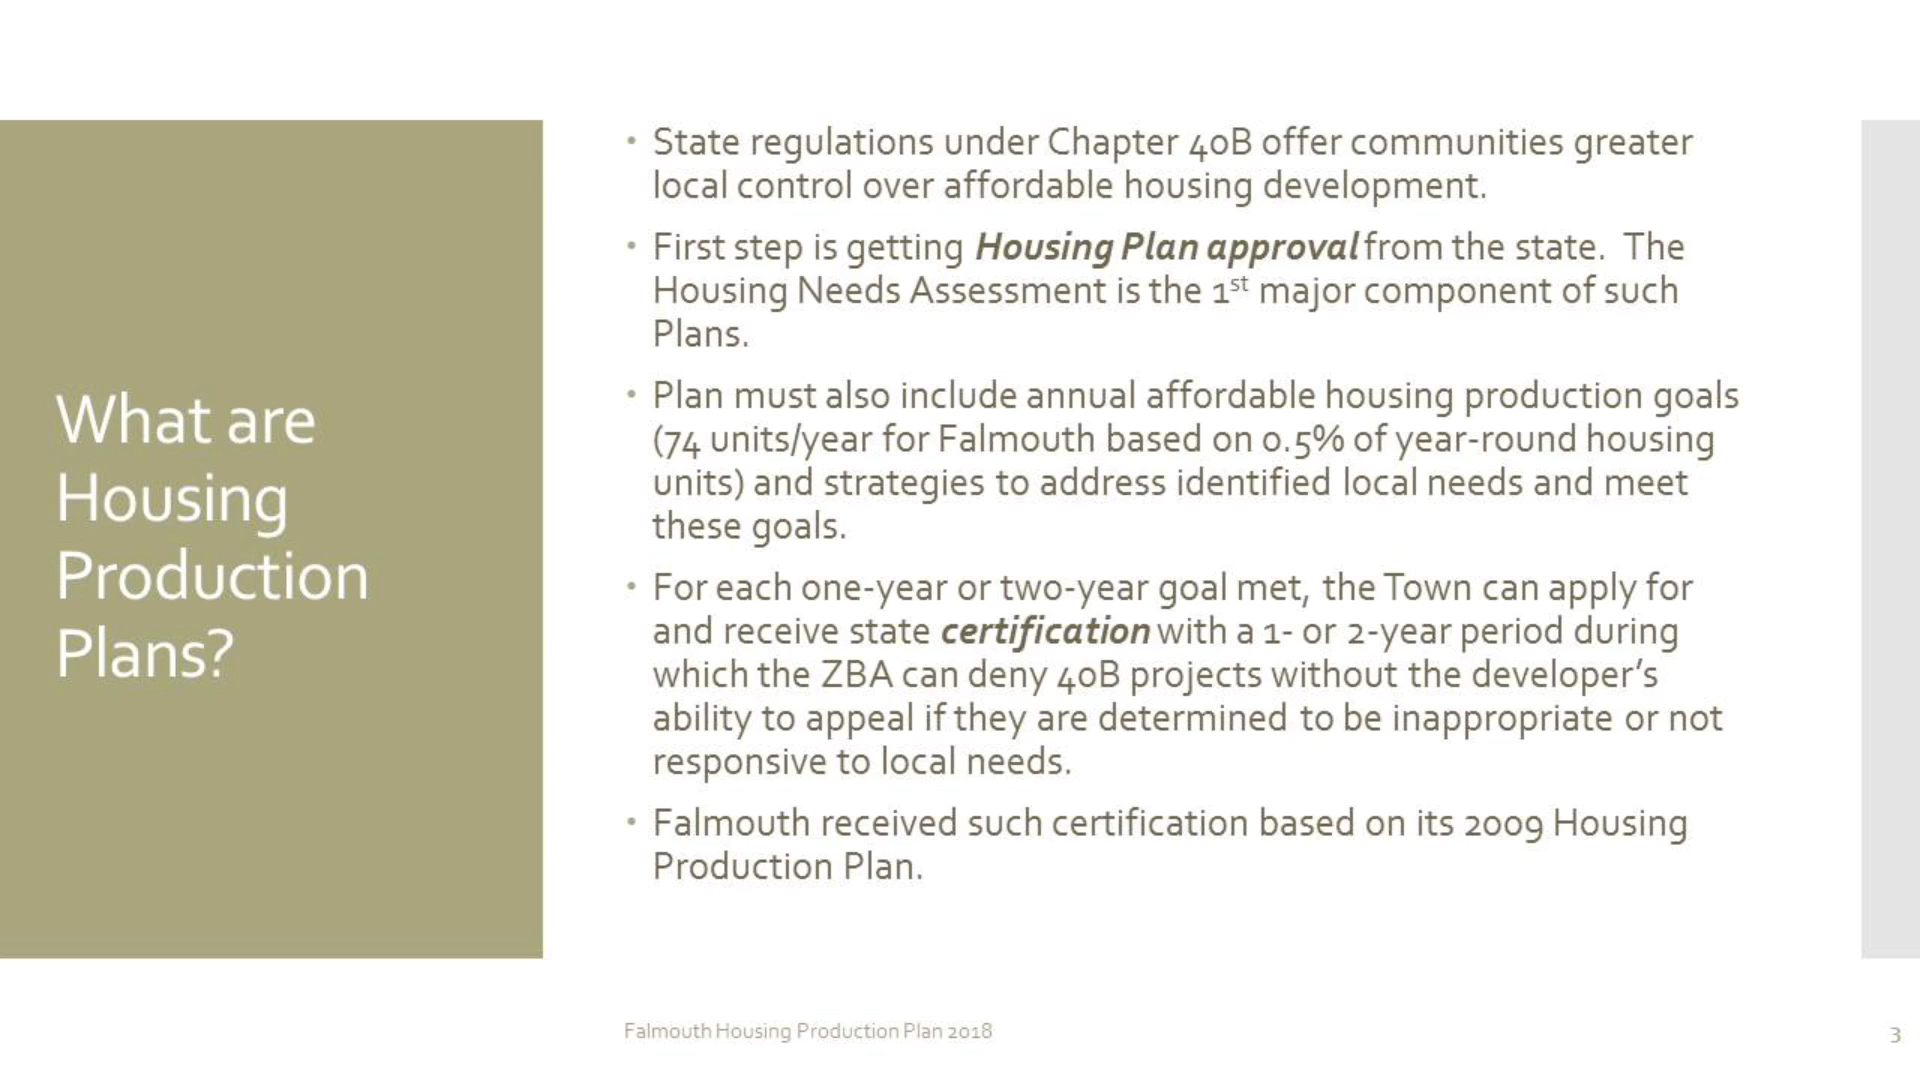 What are
Housing
Production
Plans?
• State regulations under Chapter 40B offer communities greater
local control over affordable housing development.
• First step is getting Housing Plan approval from the state.  The
Housing Needs Assessment is the 1st major component of such
Plans.
• Plan must also include annual affordable housing production goals
(74 units/year for Falmouth based on 0.5% of year-round housing
units) and strategies to address identified local needs and meet
these goals.
• For each one-year or two-year goal met, the Town can apply for
and receive state certification with a 1- or 2-year period during
which the ZBA can deny 40B projects without the developer’s
ability to appeal if they are determined to be inappropriate or not
responsive to local needs.
• Falmouth received such certification based on its 2009 Housing
Production Plan.
Falmouth Housing Production Plan 2018
3